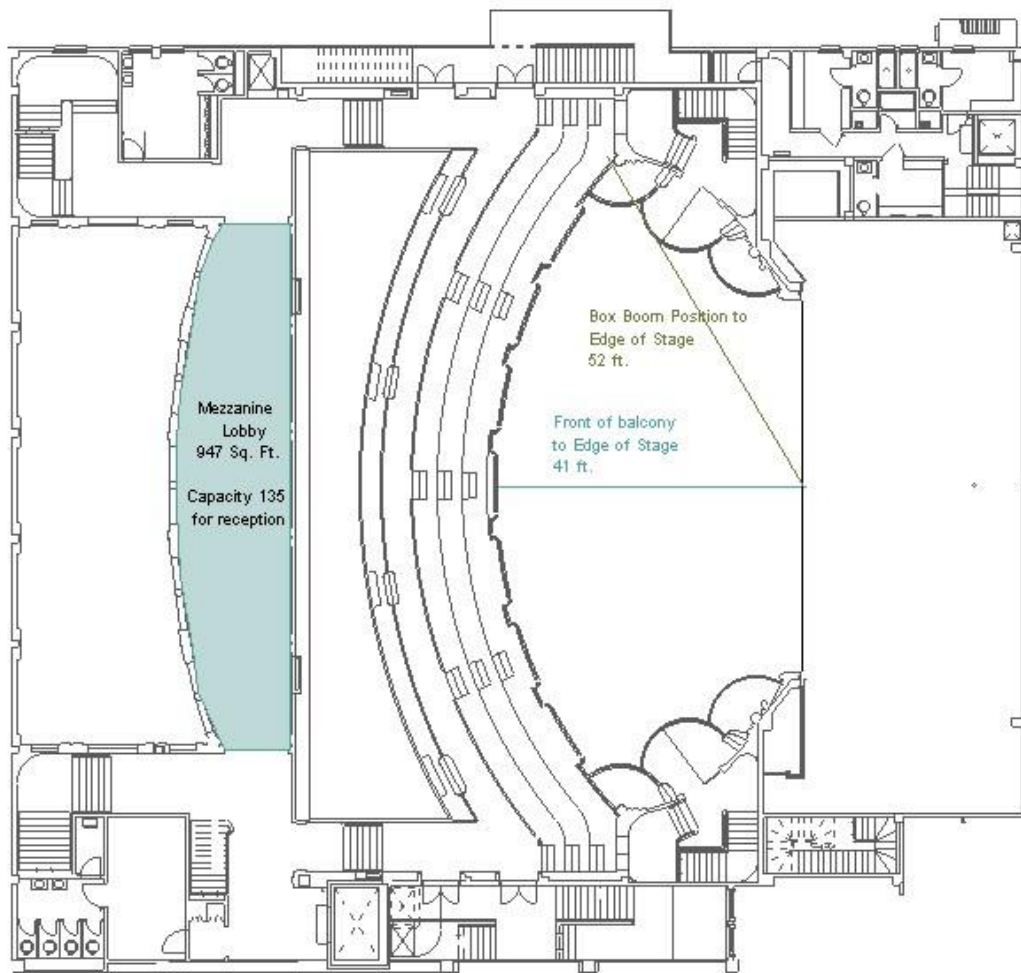 Box Boom Position to
Edge of Stage
52 ft.
Mezzanine
Lobby
947 Sq. Ft.
Capacity 135
for reception
Front of balcony
to Edge of Stage
41 ft.